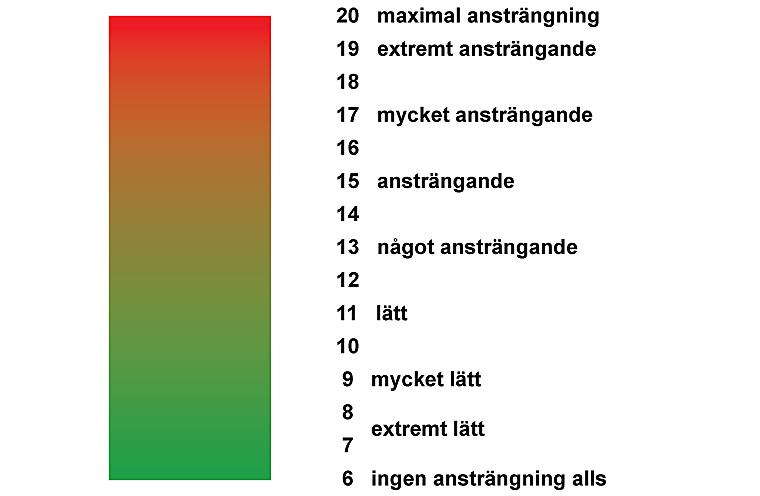 20 maximal ansträngning
19 extremt ansträngande
18
17 mycket ansträngande
16
15 ansträngande
14
13 något ansträngande
12
11 lätt
10
9 mycket lätt
8
extremt lätt
7
6 ingen ansträngning alls